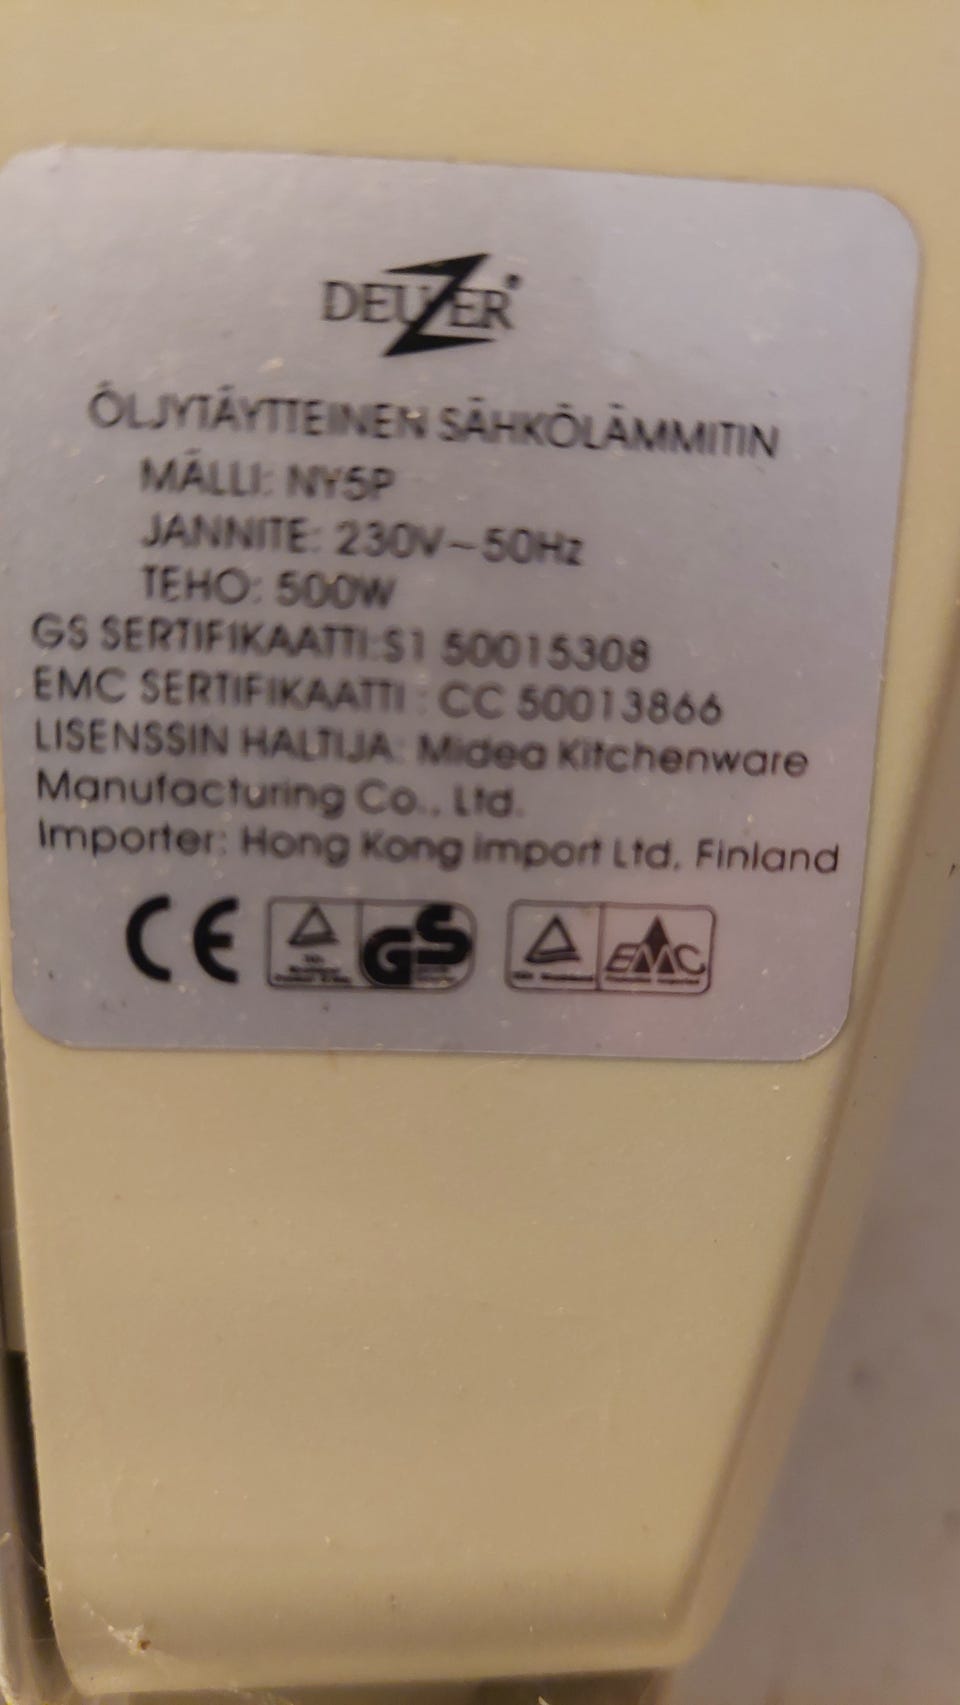 DEUZER®
ÖLJYTÄYTTEINEN SÄHKÖLÄMMITIN
MÄLLI: NY5P
JANNITE: 230V~50Hz
TEHO: 500W
GS SERTIFIKAATTI:S1 50015308
EMC SERTIFIKAATTI : CC 50013866
LISENSSIN HALTIJA: Midea Kitchenware
Manufacturing Co., Ltd.
Importer: Hong Kong import Ltd, Finland
CE GS EMC